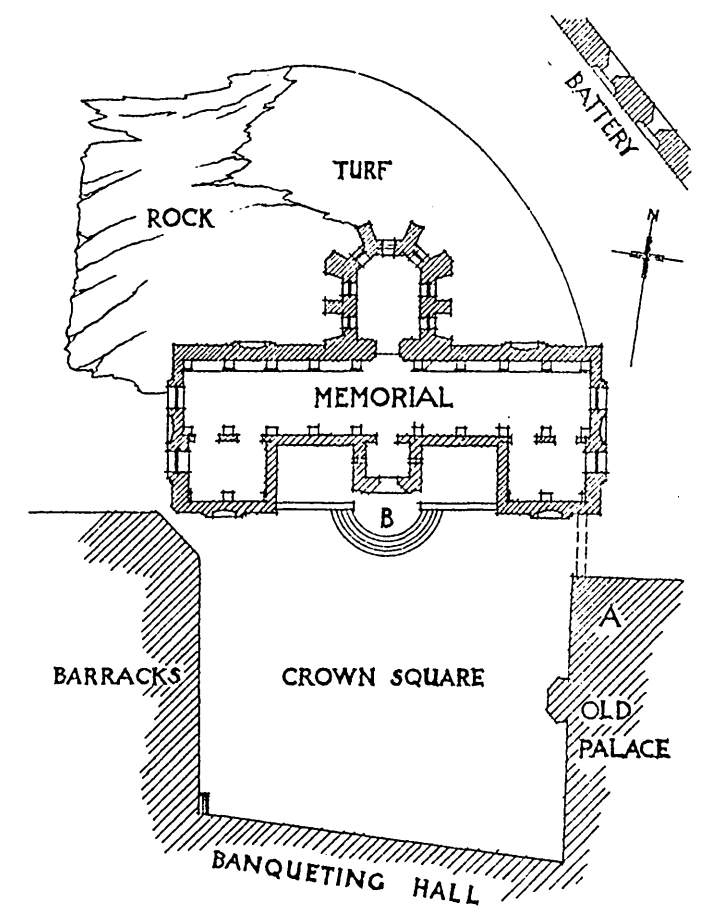 BATTERY
TURF
ROCK
N
MEMORIAL
B
A
BARRACKS
CROWN SQUARE
OLD
PALACE
BANQUETING HALL